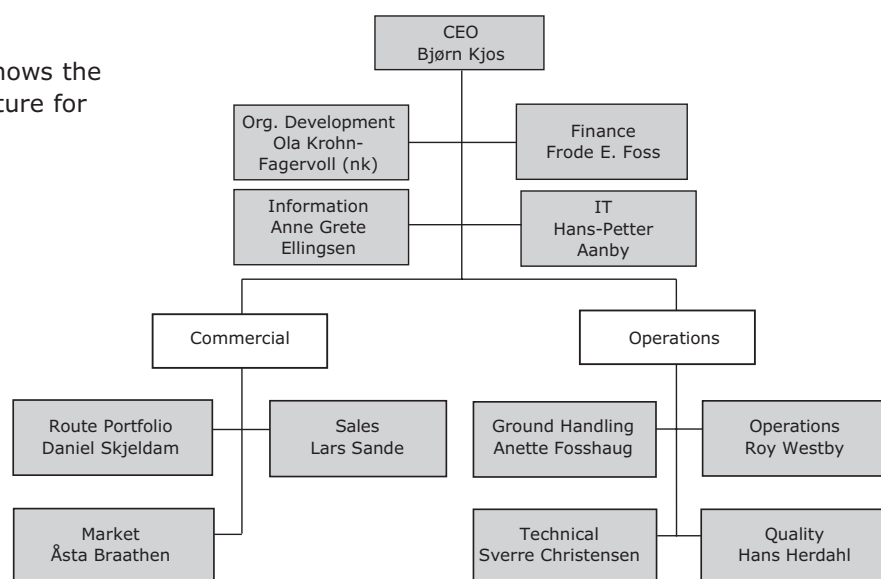 CEO
Bjørn Kjos
ture for
Org. Development
Ola Krohn-
Fagervoll (nk)
Finance
Frode E. Foss
Information
Anne Grete
Ellingsen
IT
Hans-Petter
Aanby
Commercial
Operations
Route Portfolio
Daniel Skjeldam
Sales
Lars Sande
Ground Handling
Anette Fosshaug
Operations
Roy Westby
Market
Åsta Braathen
Technical
Sverre Christensen
Quality
Hans Herdahl